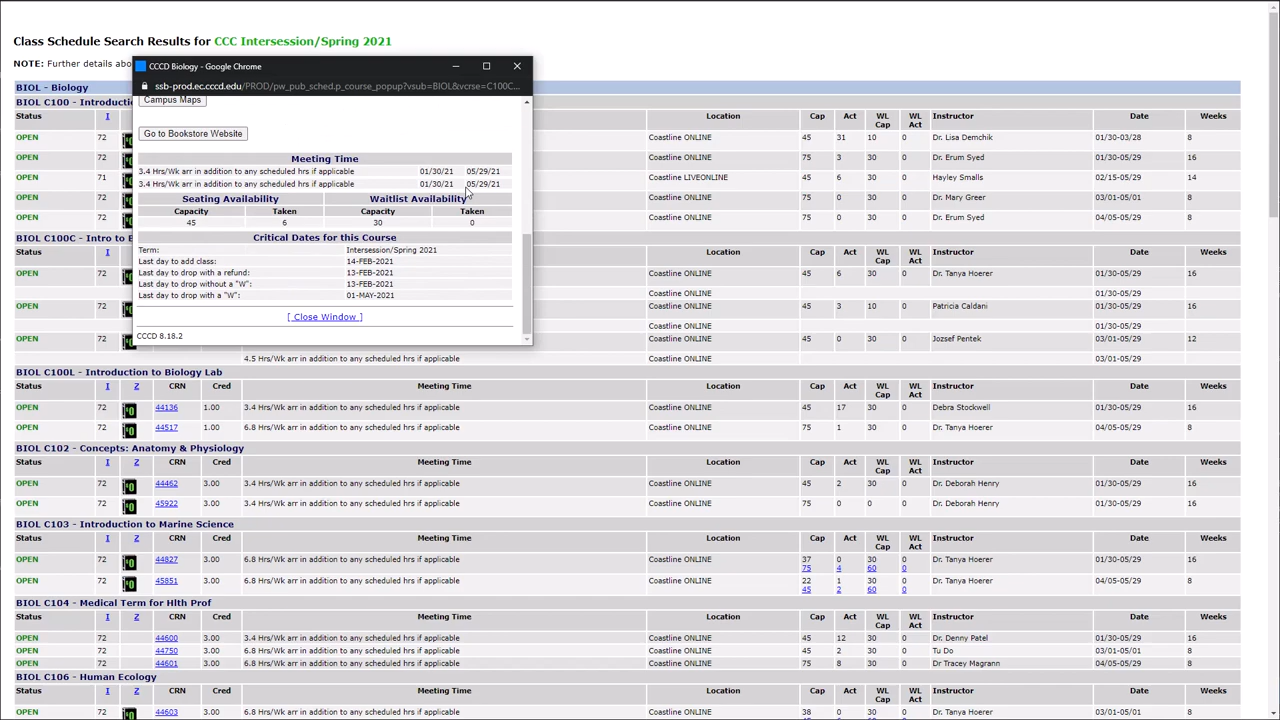 Class Schedule Search Results for CCC Intersession/Spring 2021
NOTE: Further details abo
CCCD Biology - Google Chrome
ssb-prod.ec.cccd.edu/PROD/pw_pub_sched.p_course_popup?vsub=BIOL&vcrse=C100C...
Campus Maps
Go to Bookstore Website
Meeting Time
3.4 Hrs/Wk arr in addition to any scheduled hrs if applicable 01/30/21 05/29/21
3.4 Hrs/Wk arr in addition to any scheduled hrs if applicable 01/30/21 05/29/21
Seating Availability Waitlist Availability
Capacity Taken Capacity Taken
45 6 30 0
Critical Dates for this Course
Term: Intersession/Spring 2021
Last day to add class: 14-FEB-2021
Last day to drop with a refund: 13-FEB-2021
Last day to drop without a "W": 13-FEB-2021
Last day to drop with a "W": 01-MAY-2021
[ Close Window ]
CCCD 8.18.2
BIOL - Biology
BIOL C100 - Introducti
Status I Location Cap Act WL Cap WL Act Instructor Date Weeks
OPEN 72 Coastline ONLINE 45 31 10 0 Dr. Lisa Demchik 01/30-03/28 8
OPEN 72 Coastline ONLINE 75 3 30 0 Dr. Erum Syed 01/30-05/29 16
OPEN 71 Coastline LIVEONLINE 45 6 30 0 Hayley Smalls 02/15-05/29 14
OPEN 72 Coastline ONLINE 75 0 30 0 Dr. Mary Greer 03/01-05/01 8
OPEN 72 Coastline ONLINE 75 0 30 0 Dr. Erum Syed 04/05-05/29 8
BIOL C100C - Intro to B
Status I Location Cap Act WL Cap WL Act Instructor Date Weeks
OPEN 72 Coastline ONLINE 45 6 30 0 Dr. Tanya Hoerer 01/30-05/29 16
Coastline ONLINE 01/30-05/29
OPEN 72 Coastline ONLINE 45 3 10 0 Patricia Caldani 01/30-05/29 16
Coastline ONLINE 01/30-05/29
OPEN 72 Coastline ONLINE 45 0 30 0 Jozsef Pentek 03/01-05/29 12
4.5 Hrs/Wk arr in addition to any scheduled hrs if applicable Coastline ONLINE 03/01-05/29
BIOL C100L - Introduction to Biology Lab
Status I Z CRN Cred Meeting Time Location Cap Act WL Cap WL Act Instructor Date Weeks
OPEN 72 44136 1.00 3.4 Hrs/Wk arr in addition to any scheduled hrs if applicable Coastline ONLINE 45 17 30 0 Debra Stockwell 01/30-05/29 16
OPEN 72 44517 1.00 6.8 Hrs/Wk arr in addition to any scheduled hrs if applicable Coastline ONLINE 75 1 30 0 Dr. Tanya Hoerer 04/05-05/29 8
BIOL C102 - Concepts: Anatomy & Physiology
Status I Z CRN Cred Meeting Time Location Cap Act WL Cap WL Act Instructor Date Weeks
OPEN 72 44462 3.00 3.4 Hrs/Wk arr in addition to any scheduled hrs if applicable Coastline ONLINE 45 2 30 0 Dr. Deborah Henry 01/30-05/29 16
OPEN 72 45922 3.00 3.4 Hrs/Wk arr in addition to any scheduled hrs if applicable Coastline ONLINE 75 0 0 0 Dr. Deborah Henry 01/30-05/29 16
BIOL C103 - Introduction to Marine Science
Status I Z CRN Cred Meeting Time Location Cap Act WL Cap WL Act Instructor Date Weeks
OPEN 72 44827 3.00 6.8 Hrs/Wk arr in addition to any scheduled hrs if applicable Coastline ONLINE 37 0 30 0 Dr. Tanya Hoerer 01/30-05/29 16
75 4 60 0
OPEN 72 45851 3.00 6.8 Hrs/Wk arr in addition to any scheduled hrs if applicable Coastline ONLINE 22 1 30 0 Dr. Tanya Hoerer 04/05-05/29 8
45 2 60 0
BIOL C104 - Medical Term for Hlth Prof
Status I Z CRN Cred Meeting Time Location Cap Act WL Cap WL Act Instructor Date Weeks
OPEN 72 44600 3.00 3.4 Hrs/Wk arr in addition to any scheduled hrs if applicable Coastline ONLINE 45 12 30 0 Dr. Denny Patel 01/30-05/29 16
OPEN 72 44750 3.00 6.8 Hrs/Wk arr in addition to any scheduled hrs if applicable Coastline ONLINE 45 2 30 0 Tu Do 03/01-05/01 8
OPEN 72 44601 3.00 6.8 Hrs/Wk arr in addition to any scheduled hrs if applicable Coastline ONLINE 75 8 30 0 Dr Tracey Magrann 04/05-05/29 8
BIOL C106 - Human Ecology
Status I Z CRN Cred Meeting Time Location Cap Act WL Cap WL Act Instructor Date Weeks
OPEN 72 44603 3.00 6.8 Hrs/Wk arr in addition to any scheduled hrs if applicable Coastline ONLINE 38 0 30 0 Dr. Tanya Hoerer 03/01-05/01 8